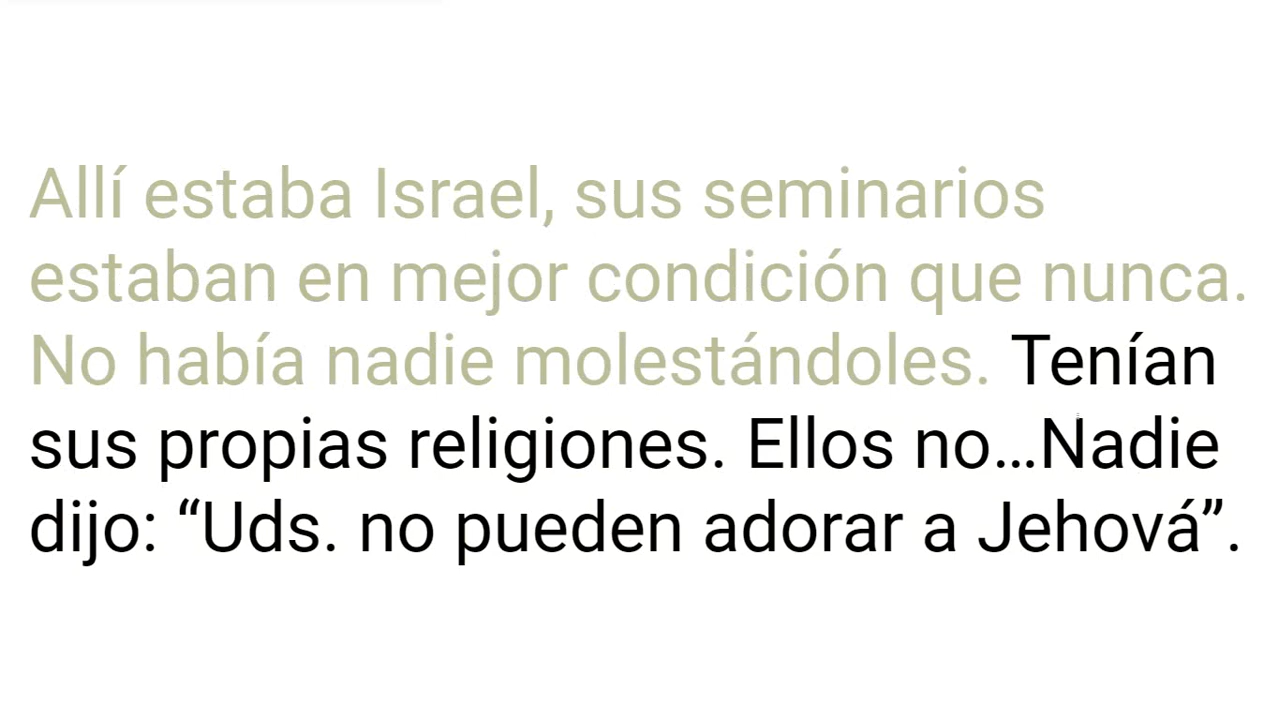 Allí estaba Israel, sus seminarios
estaban en mejor condición que nunca.
No había nadie molestándoles. Tenían
sus propias religiones. Ellos no…Nadie
dijo: “Uds. no pueden adorar a Jehová”.